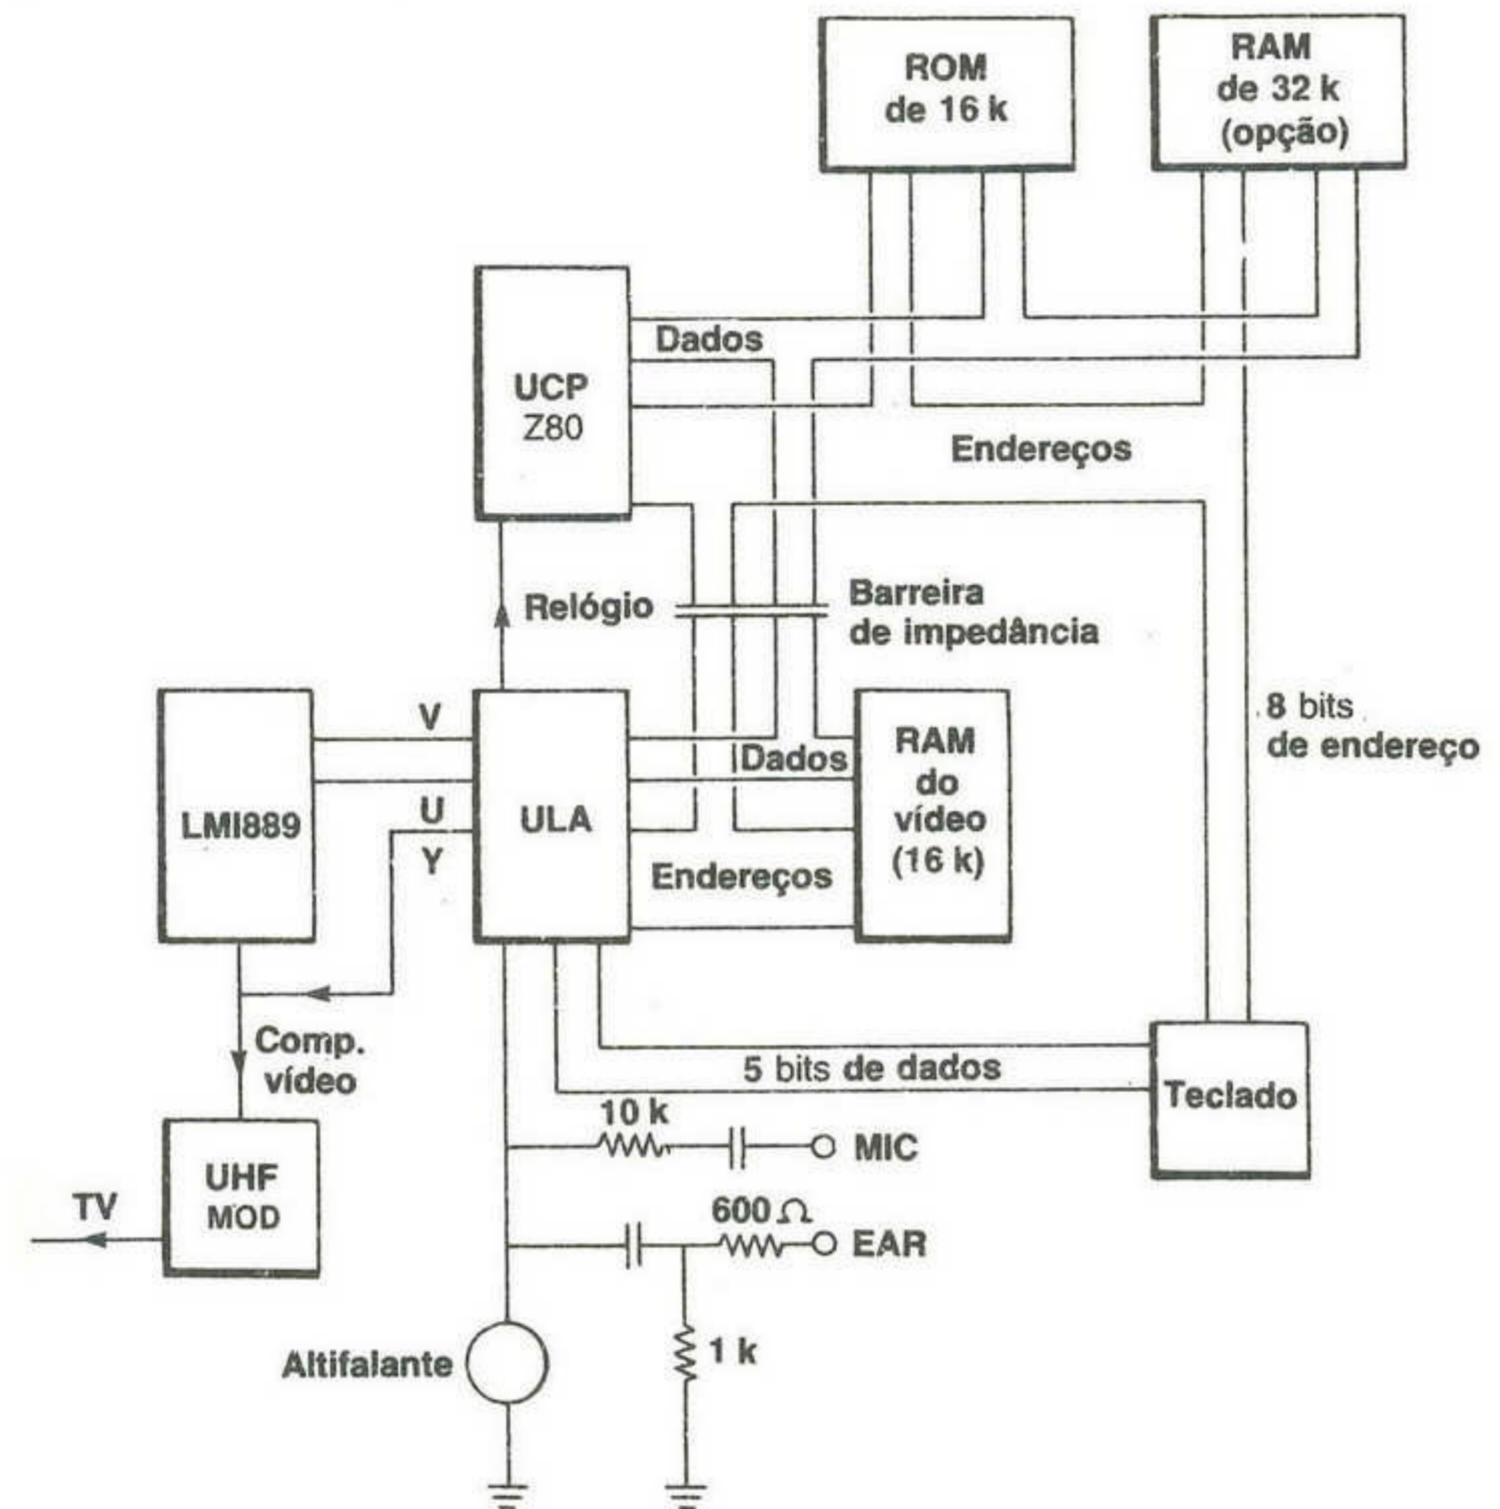 ROM
de 16 k
RAM
de 32 k
(opção)
Dados
UCP
Z80
Endereços
Relógio
Barreira
de impedância
V
8 bits
de endereço
RAM
do
vídeo
(16 k)
Dados
U
LMI889
ULA
Y
Endereços
Comp.
vídeo
5 bits de dados
Teclado
10 k
MIC
UHF
MOD
TV
600 Ω
EAR
1 k
Altifalante